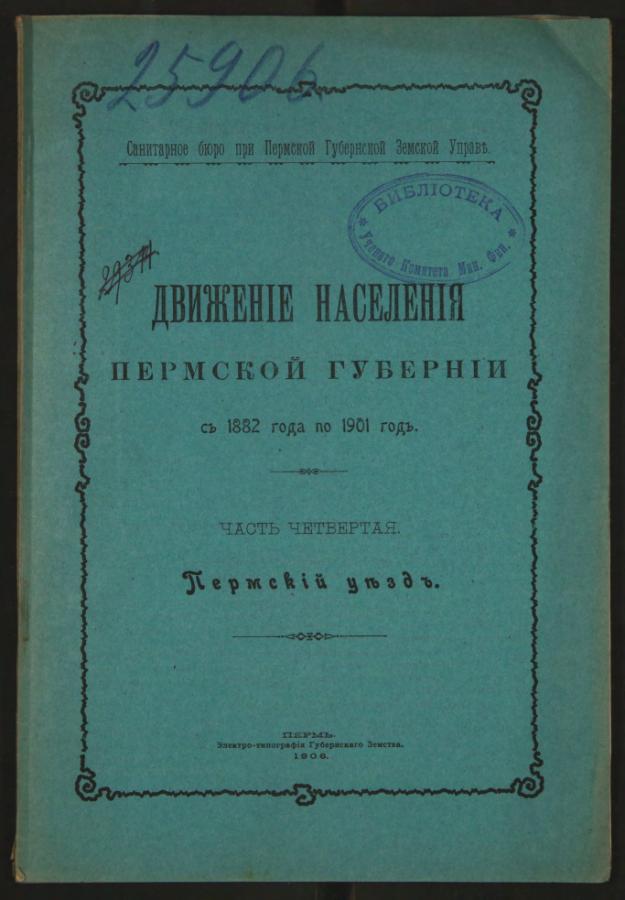 25906
Санитарное бюро при Пермской Губернской Земской Управѣ.
БИБЛІОТЕКА
Ученаго Комитета Мин. Фин.
ДВИЖЕНІЕ НАСЕЛЕНІЯ
ПЕРМСКОЙ ГУБЕРНІИ
съ 1882 года по 1901 годъ.
ЧАСТЬ ЧЕТВЕРТАЯ.
Пермскій уѣздъ.
ПЕРМЬ.
Электро-типографія Губернскаго Земства.
1906.